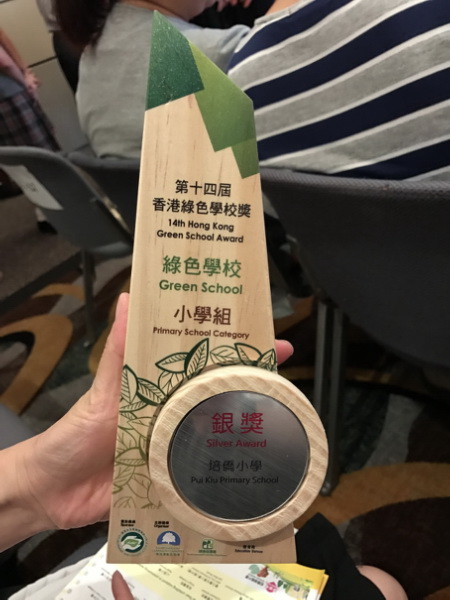 第十四屆
香港綠色學校獎
14th Hong Kong
Green School Award
綠色學校
Green School
小學組
Primary School Category
銀獎
Silver Award
培僑小學
Pui Kiu Primary School